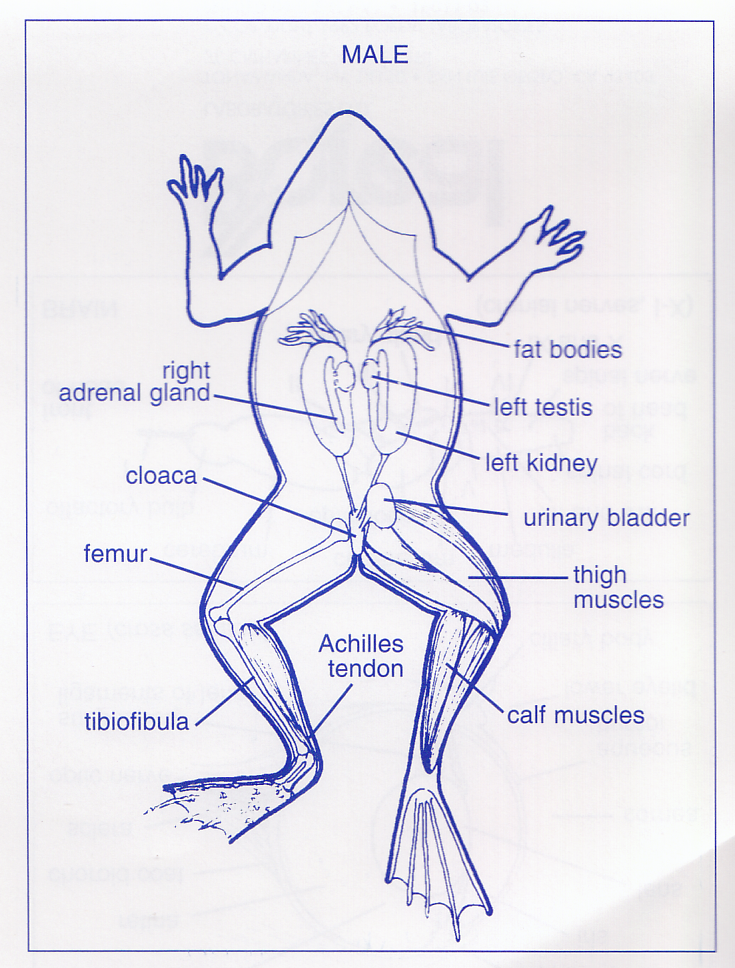 MALE
fat bodies
right
adrenal gland
left testis
left kidney
cloaca
urinary bladder
femur
thigh
muscles
Achilles
tendon
tibiofibula
calf muscles